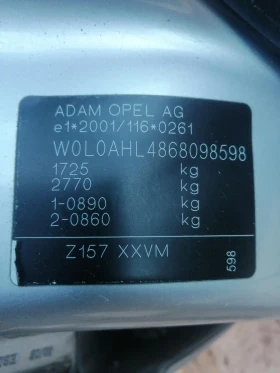 ADAM OPEL AG
e1*2001/116*0261
W0L0AHL4868098598
1725 kg
2770 kg
1-0890 kg
2-0860 kg
Z157 XXVM
598